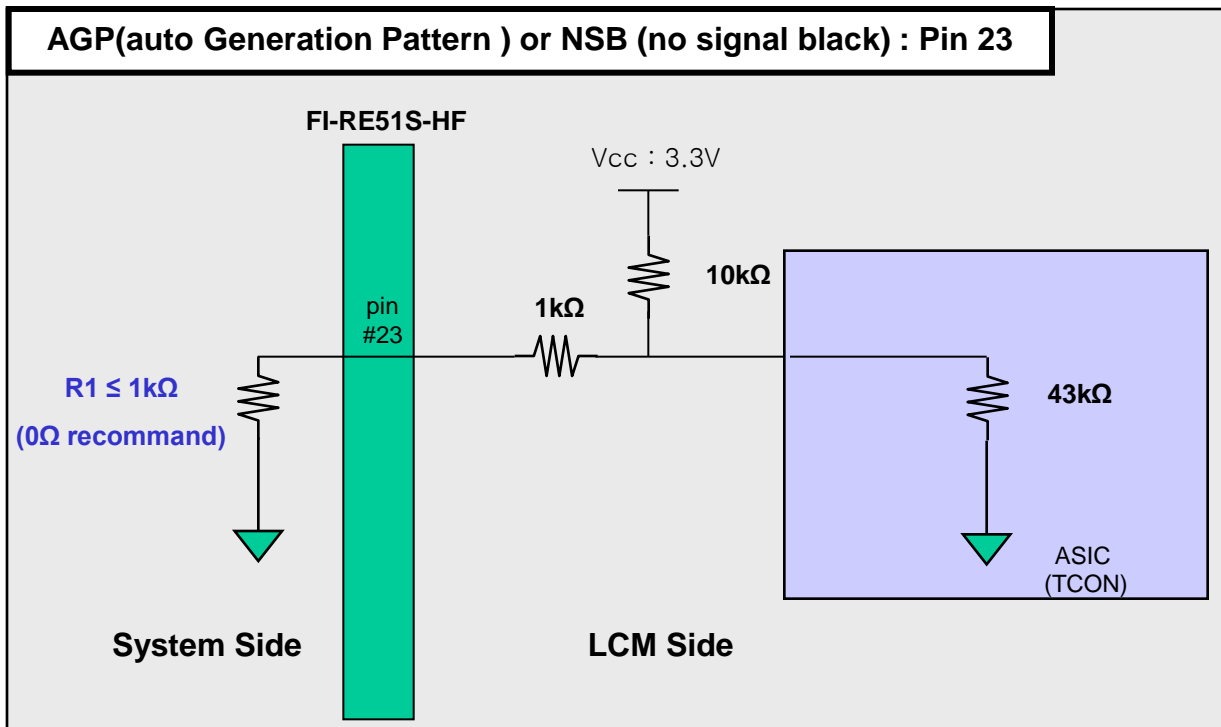 AGP(auto Generation Pattern ) or NSB (no signal black) : Pin 23
FI-RE51S-HF
Vcc : 3.3V
10kΩ
1kΩ
pin
#23
R1 ≤ 1kΩ
(0Ω recommand)
43kΩ
ASIC
(TCON)
System Side
LCM Side